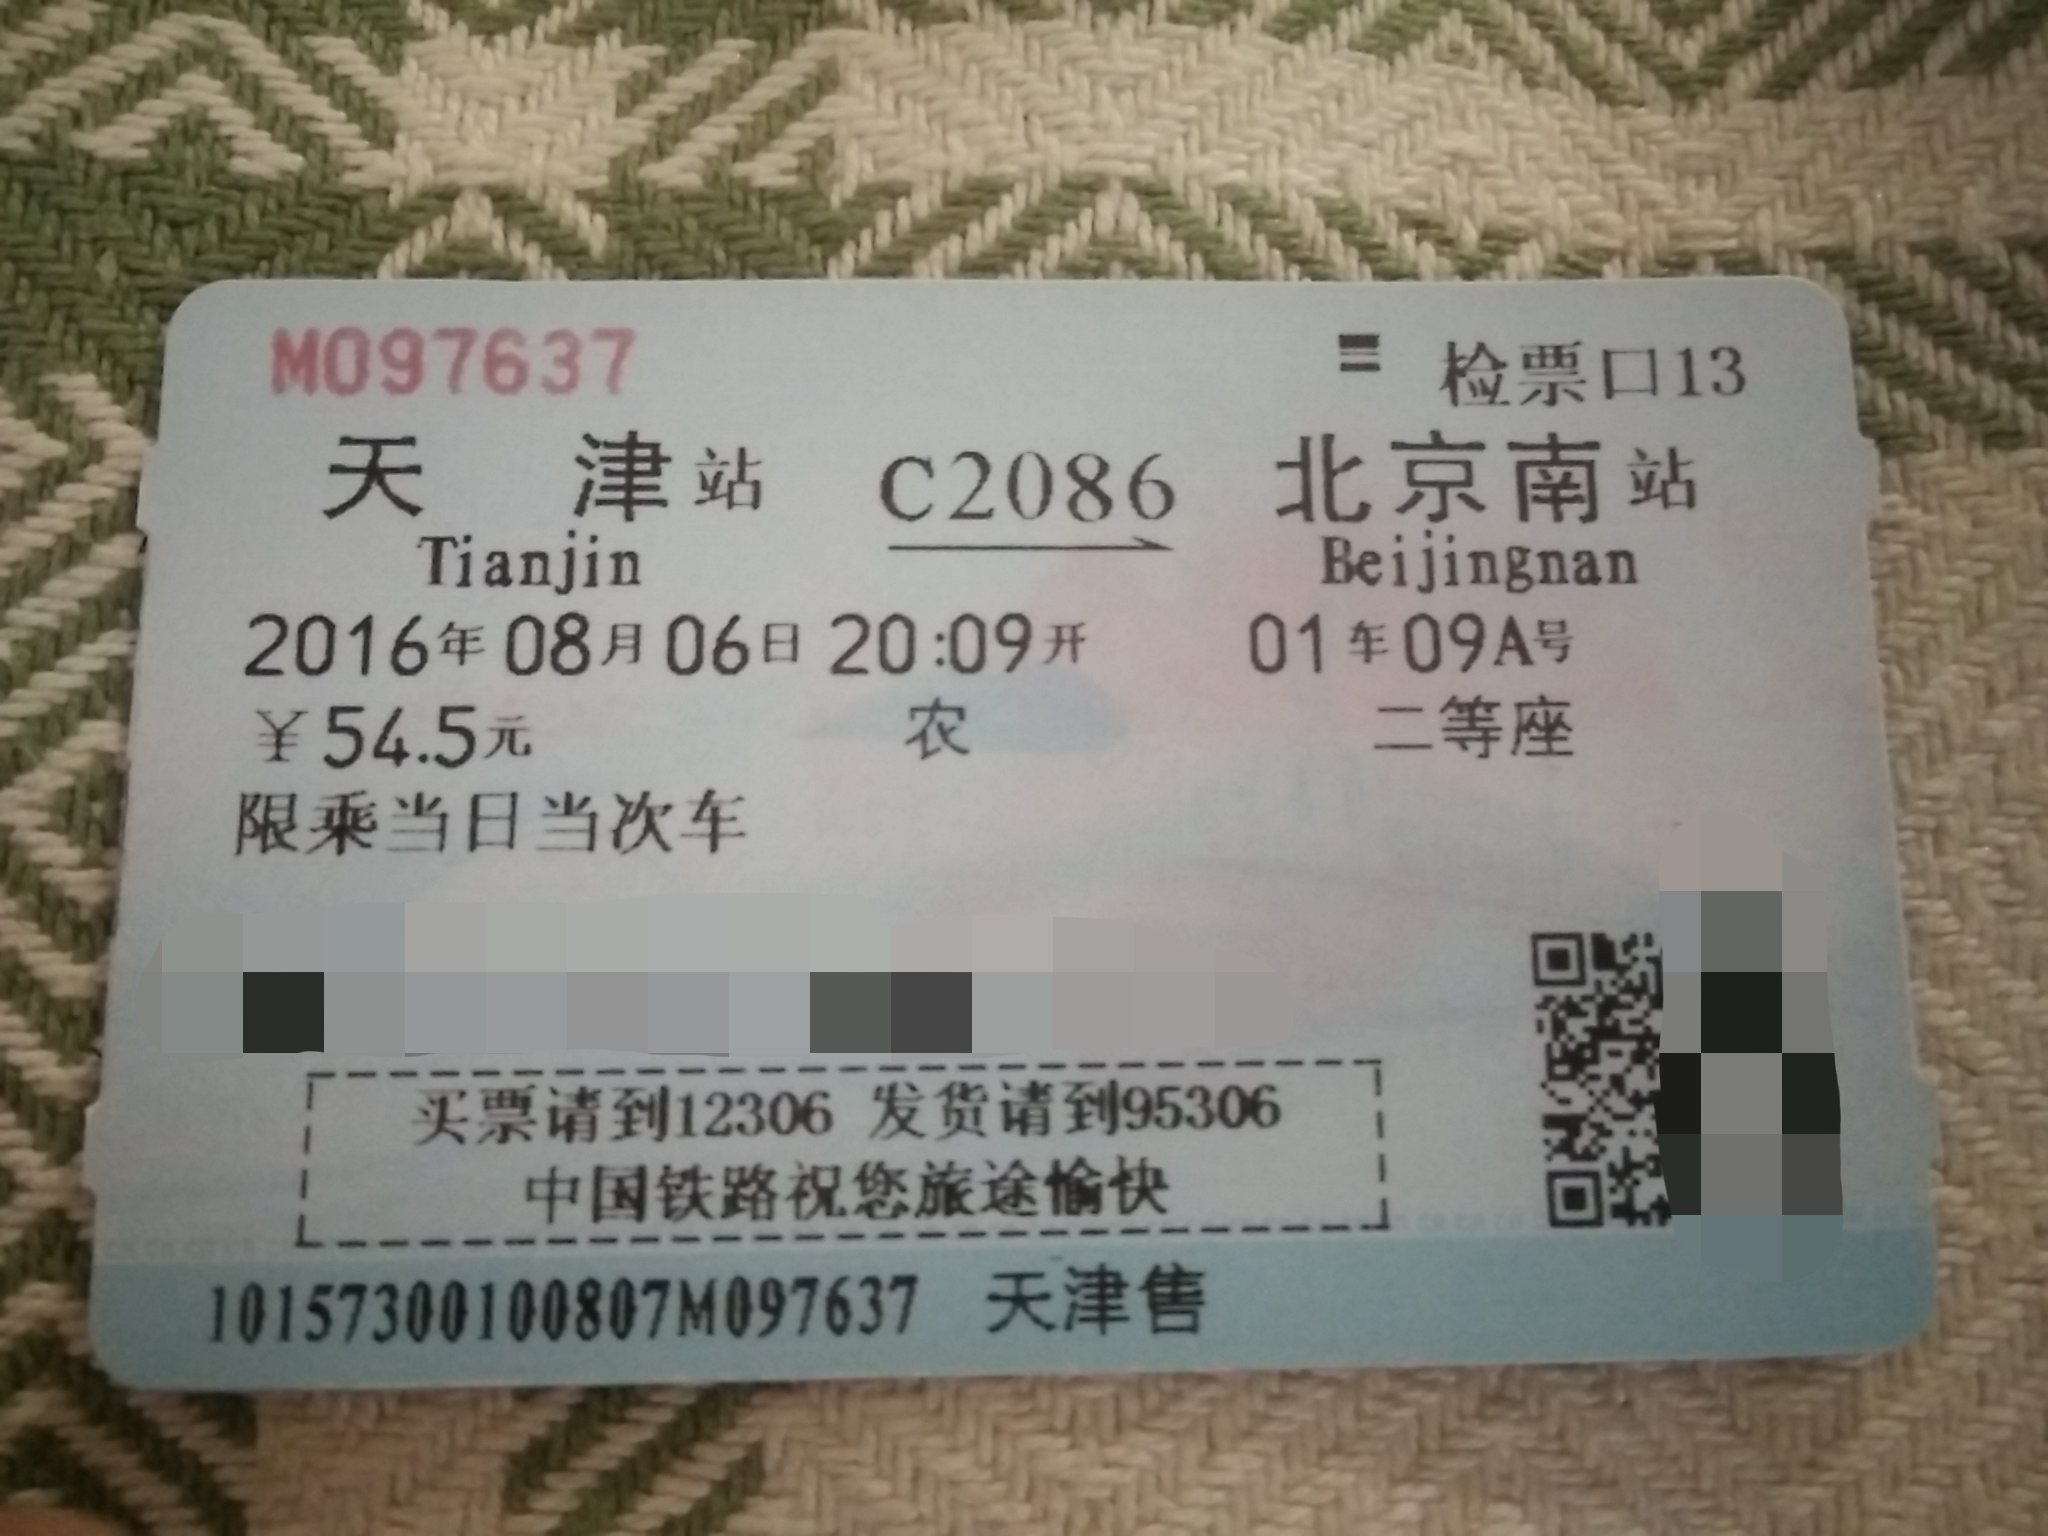 M097637 检票口13
天津站 C2086 北京南站
Tianjin Beijingnan
2016年08月06日 20:09开 01车09A号
¥54.5元 农 二等座
限乘当日当次车
买票请到12306 发货请到95306
中国铁路祝您旅途愉快
10157300100807M097637 天津售